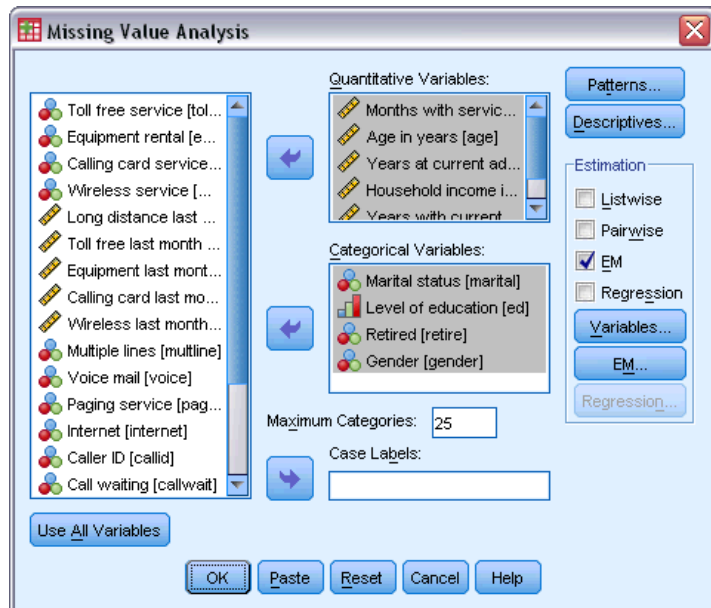 Missing Value Analysis
Toll free service [tol...
Equipment rental [e...
Calling card service...
Wireless service [...
Long distance last ...
Toll free last month ...
Equipment last mont...
Calling card last mo...
Wireless last month...
Multiple lines [multline]
Voice mail [voice]
Paging service [pag...
Internet [internet]
Caller ID [callid]
Call waiting [callwait]
Use All Variables
Quantitative Variables:
Months with servic...
Age in years [age]
Years at current ad...
Household income i...
Years with current
Categorical Variables:
Marital status [marital]
Level of education [ed]
Retired [retire]
Gender [gender]
Maximum Categories: 25
Case Labels:
Patterns...
Descriptives...
Estimation
Listwise
Pairwise
EM
Regression
Variables...
EM...
Regression...
OK
Paste
Reset
Cancel
Help